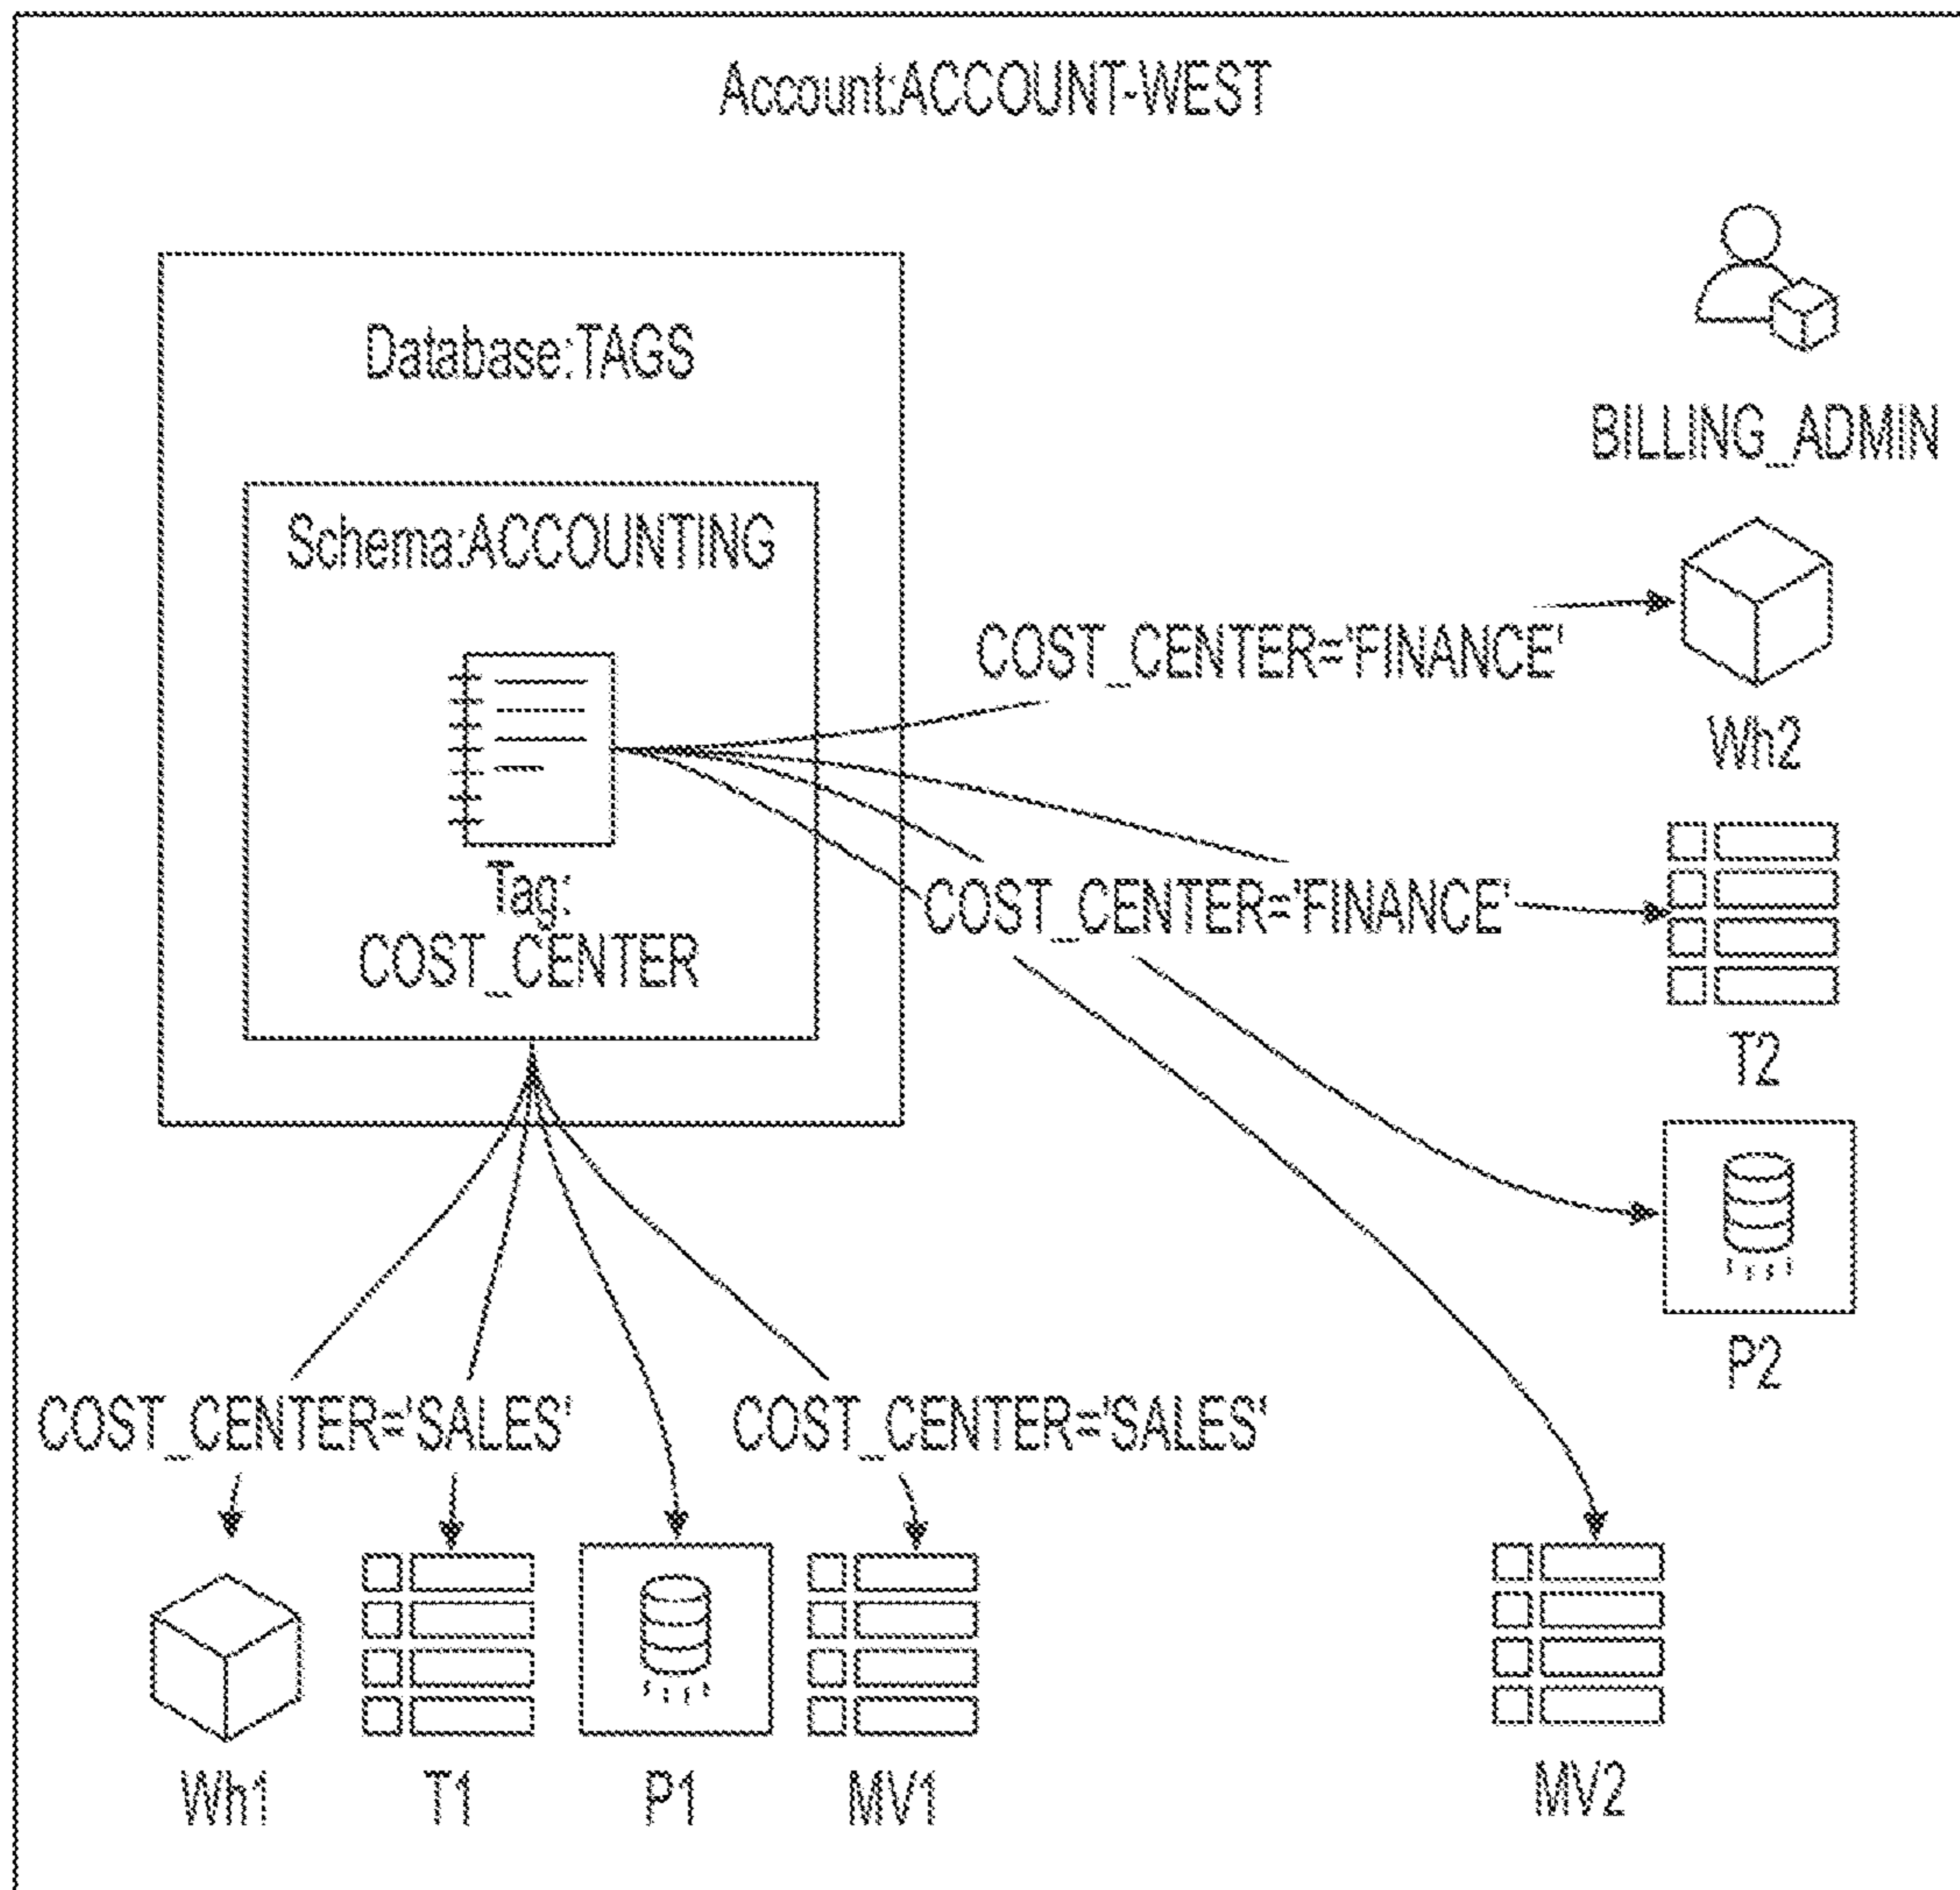 Account:ACCOUNT-WEST
Database:TAGS
BILLING_ADMIN
Schema:ACCOUNTING
COST_CENTER='FINANCE'
Wh2
Tag:
COST_CENTER
COST_CENTER='FINANCE'
T2
P2
COST_CENTER='SALES'
COST_CENTER='SALES'
Wh1
T1
P1
MV1
MV2